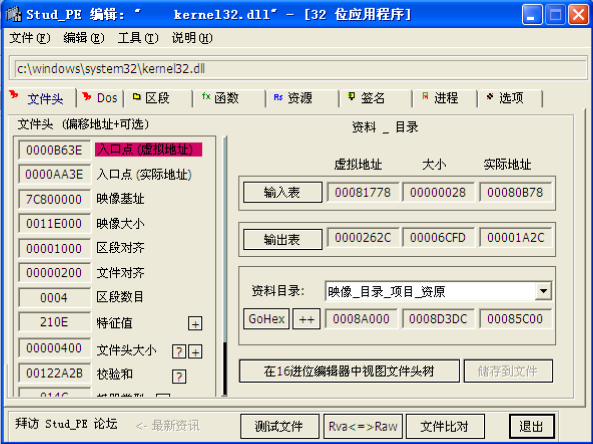 Stud_PE 编辑: " kernel32.dll" - [32 位应用程序]
文件(F) 编辑(E) 工具(T) 说明(H)
c:\windows\system32\kernel32.dll
文件头 Dos 区段 fx 函数 Rs 资源 签名 进程 选项
文件头 (偏移地址+可选)
0000B63E 入口点 (虚拟地址)
0000AA3E 入口点 (实际地址)
7C800000 映像基址
0011E000 映像大小
00001000 区段对齐
00000200 文件对齐
0004 区段数目
210E 特征值 +
00000400 文件头大小 ? +
00122A2B 校验和 ?
资料 _ 目录
虚拟地址 大小 实际地址
输入表 00081778 00000028 00080B78
输出表 0000262C 00006CFD 00001A2C
资料目录: 映像_目录_项目_资原
GoHex ++ 0008A000 0008D3DC 00085C00
在16进位编辑器中视图文件头树 储存到文件
拜访 Stud_PE 论坛 <- 最新资讯 测试文件 Rva<=>Raw 文件比对 退出